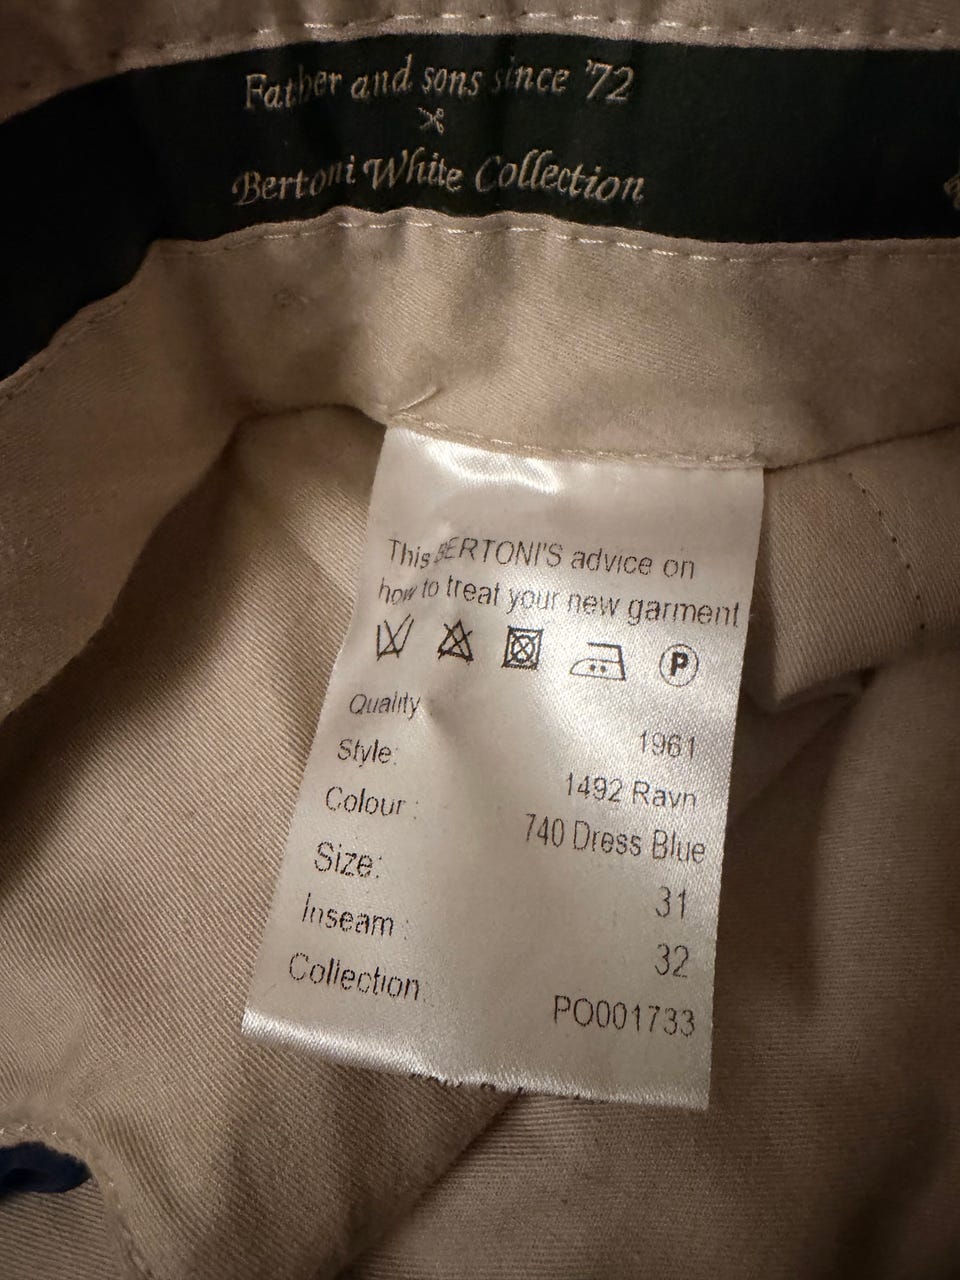 Father and sons since '72
Bertoni White Collection
This BERTONI'S advice on
how to treat your new garment
P
Quality
1961
Style:
1492 Ravn
Colour :
740 Dress Blue
Size:
31
Inseam :
32
Collection
PO001733